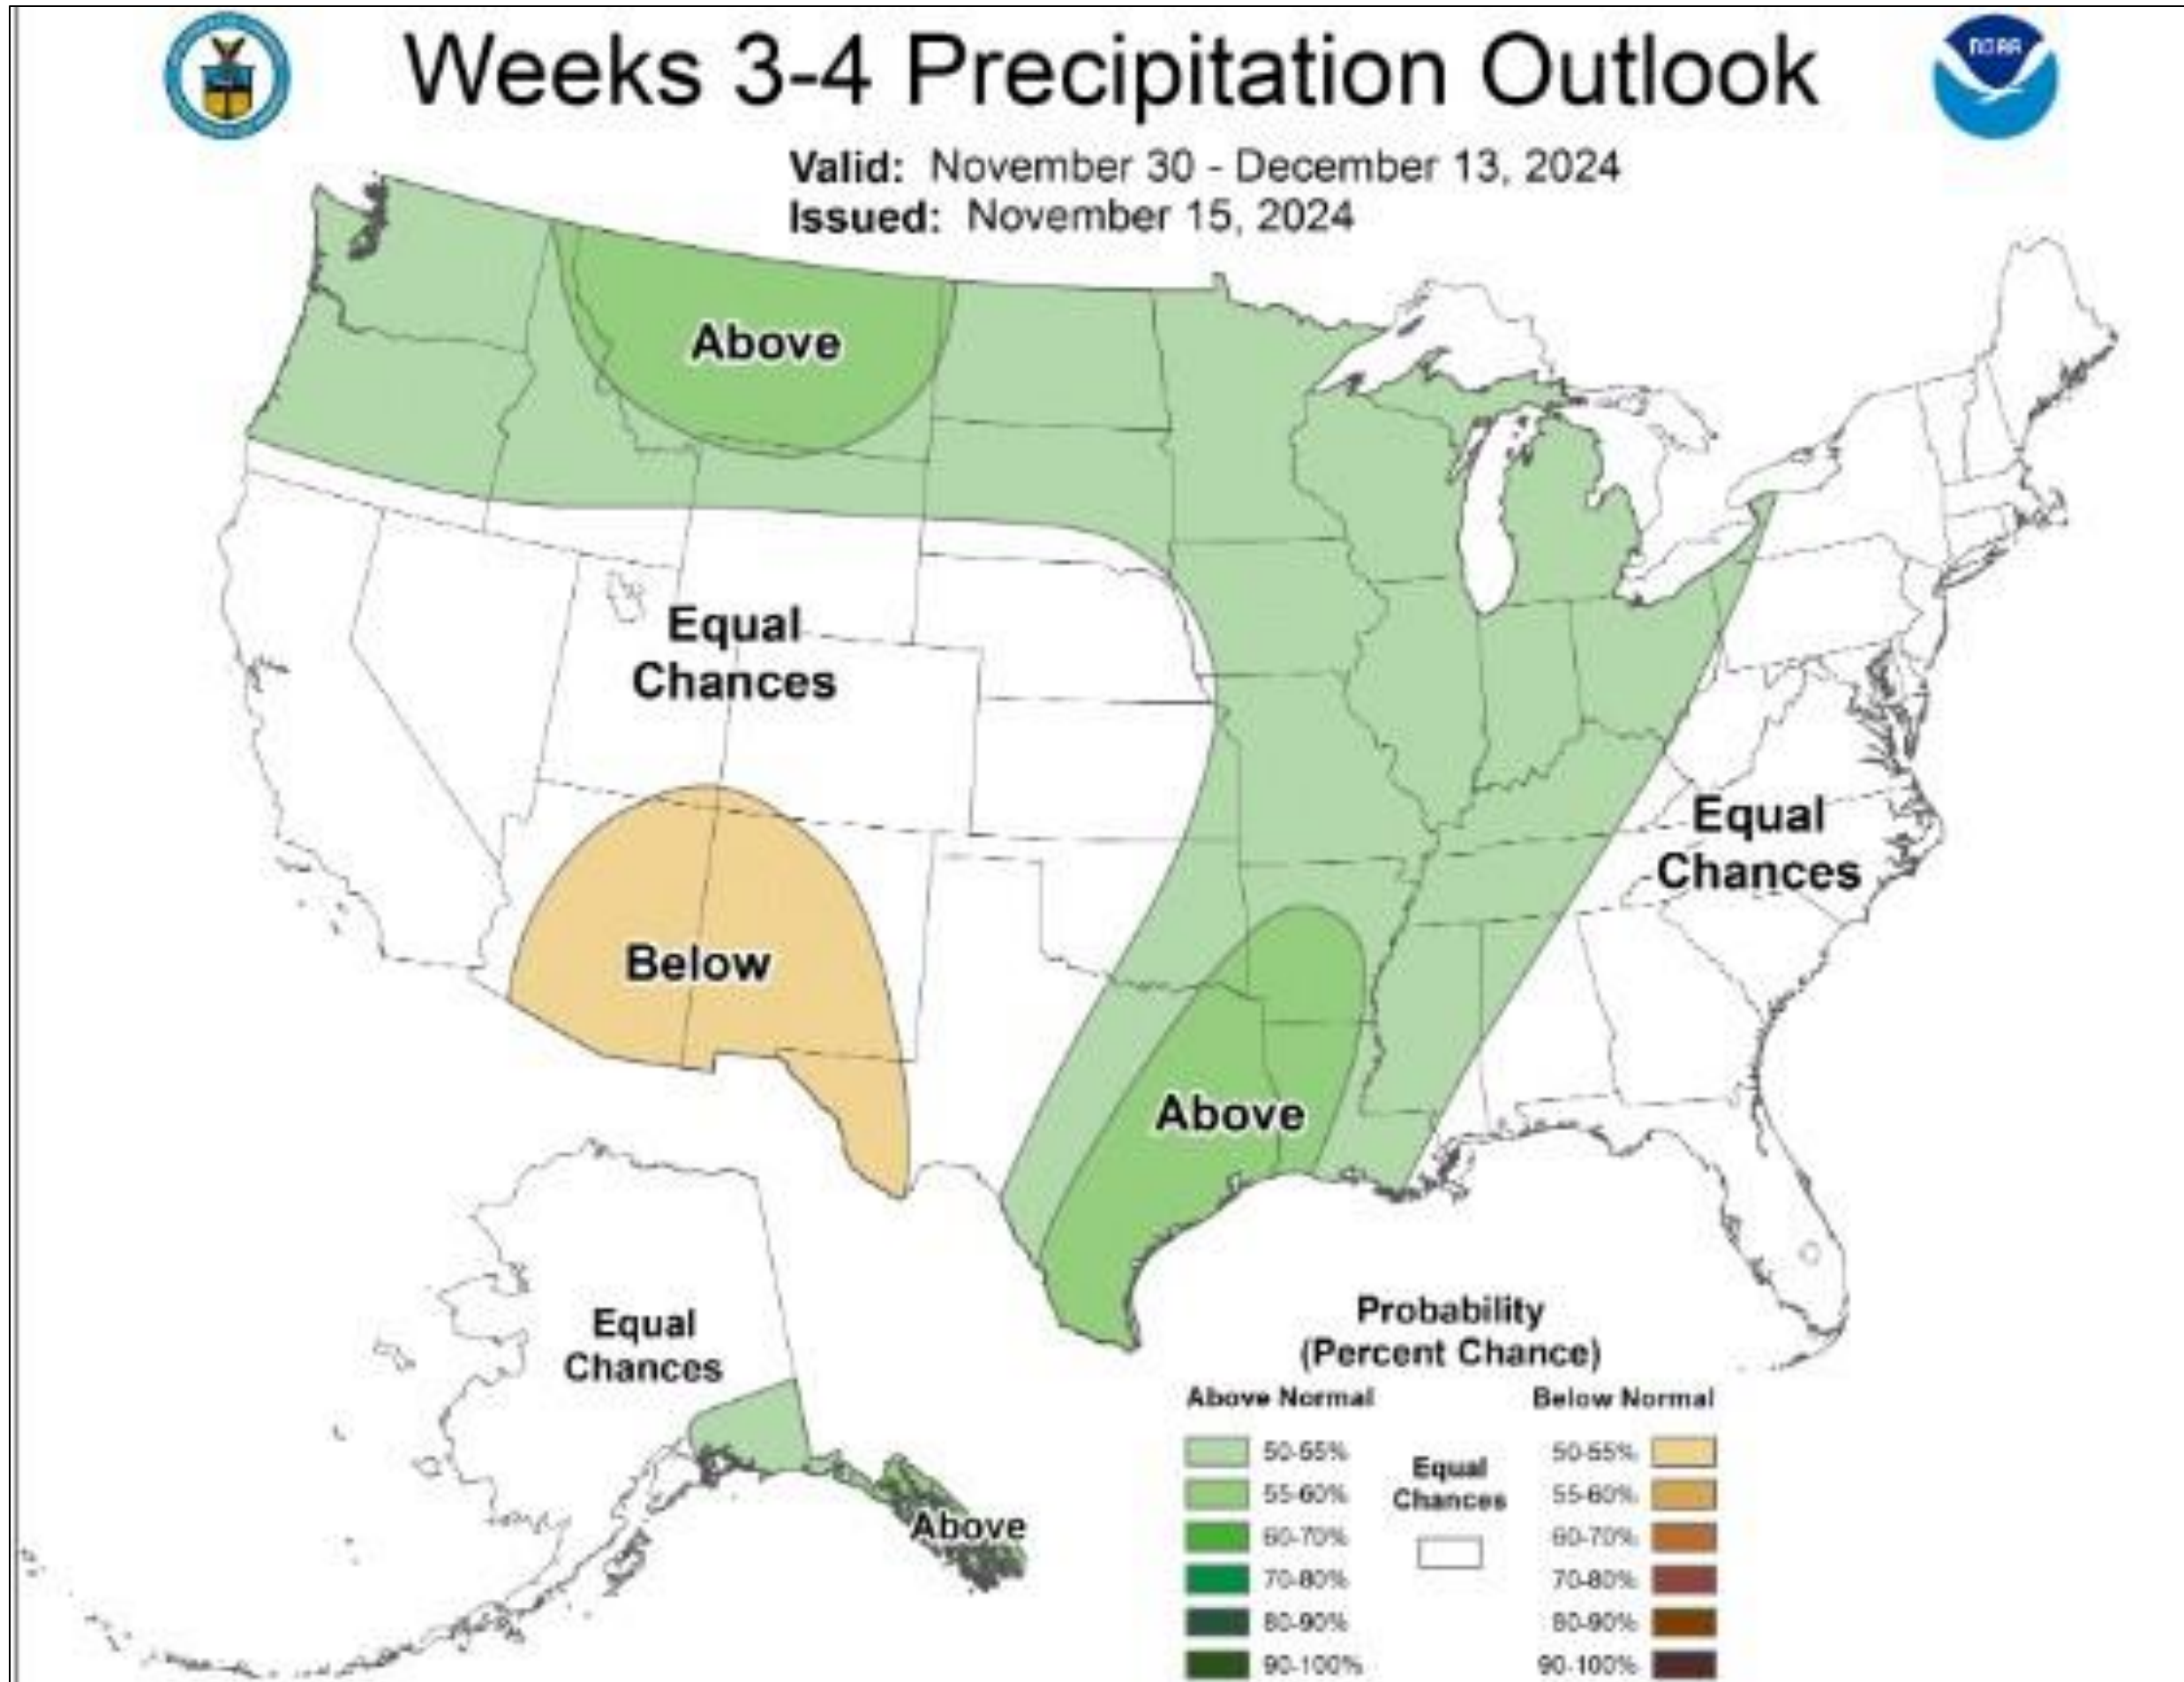 Weeks 3-4 Precipitation Outlook
NOAA
Valid: November 30 - December 13, 2024
Issued: November 15, 2024
Above
Equal
Chances
Equal
Chances
Below
Above
Equal
Chances
Above
Probability
(Percent Chance)
Above Normal
Below Normal
50-55%
55-60%
60-70%
70-80%
80-90%
90-100%
Equal
Chances
50-55%
55-60%
60-70%
70-80%
80-90%
90-100%